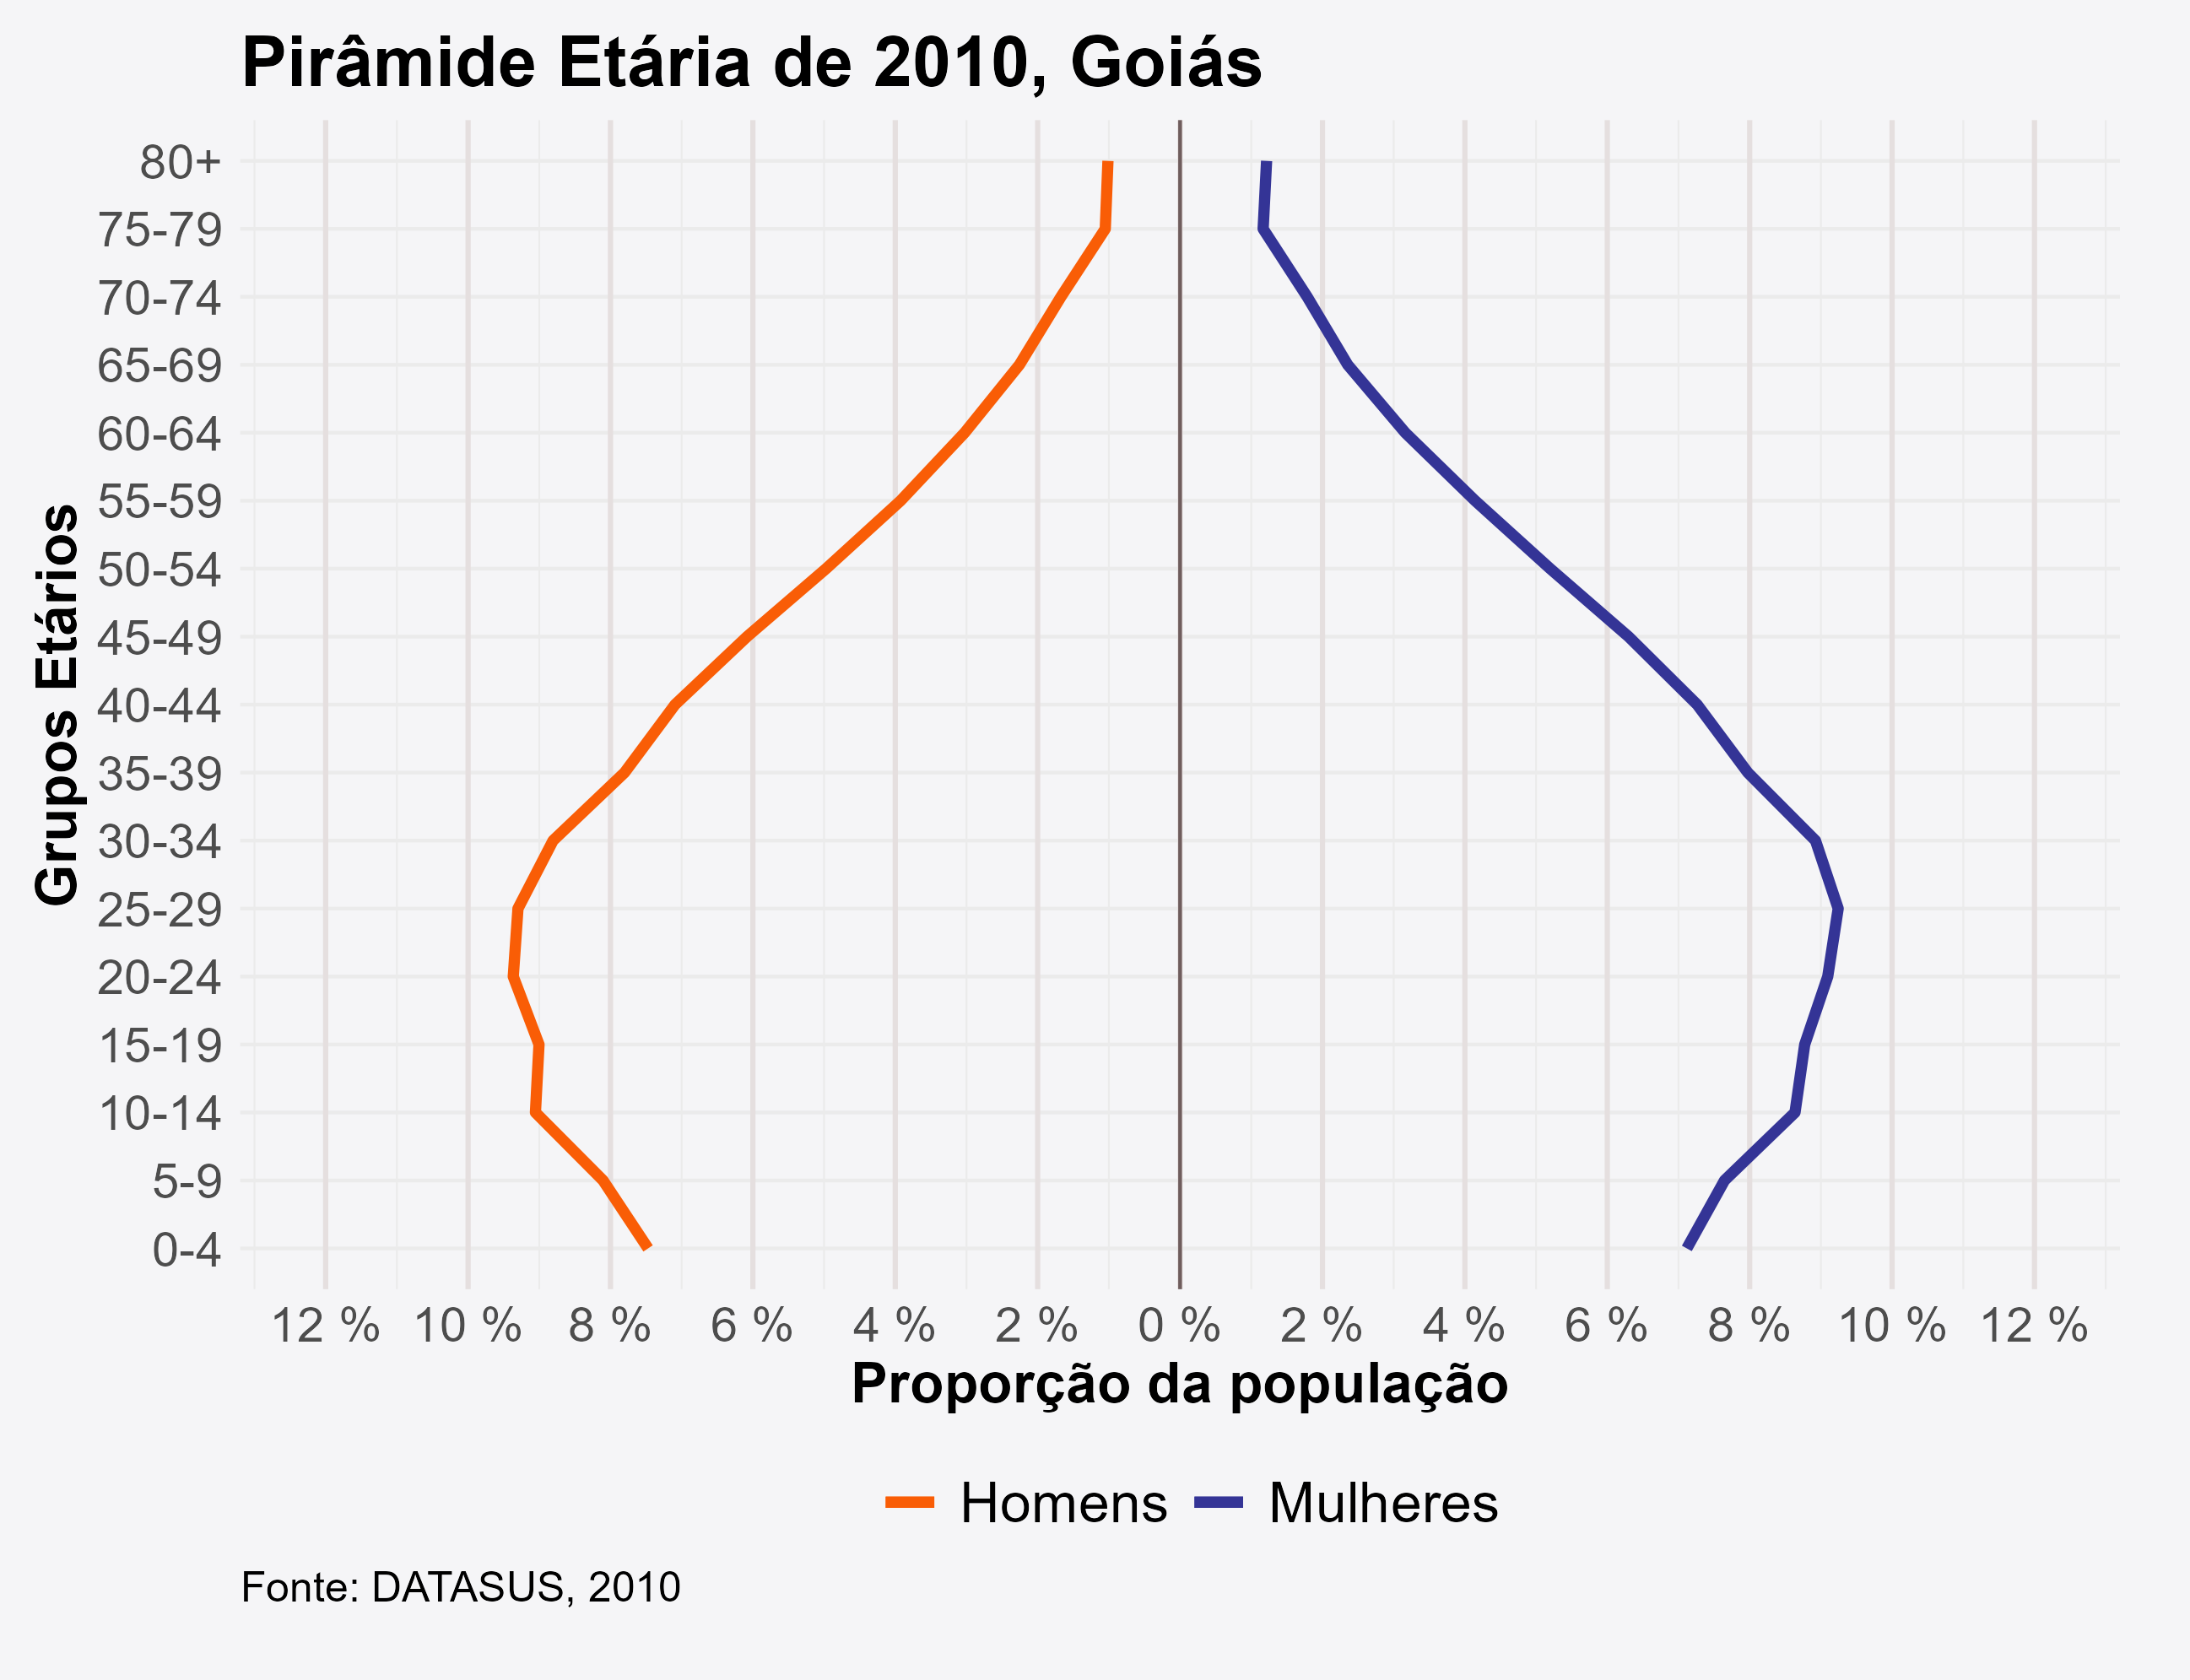 Pirâmide Etária de 2010, Goiás
Grupos Etários
80+
75-79
70-74
65-69
60-64
55-59
50-54
45-49
40-44
35-39
30-34
25-29
20-24
15-19
10-14
5-9
0-4
12 % 10 % 8 % 6 % 4 % 2 % 0 % 2 % 4 % 6 % 8 % 10 % 12 %
Proporção da população
Homens Mulheres
Fonte: DATASUS, 2010